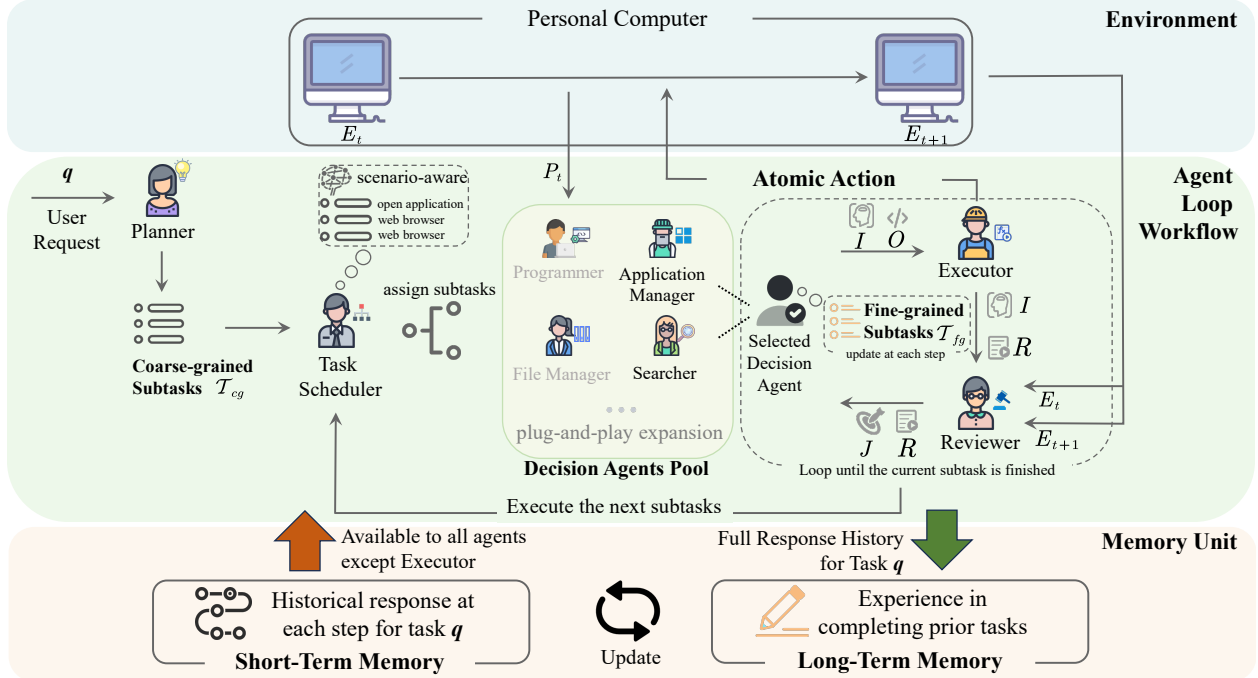 Personal Computer
Environment
E_t
E_{t+1}
q
User
Request
Planner
scenario-aware
open application
web browser
web browser
P_t
Atomic Action
Agent
Loop
Workflow
Coarse-grained
Subtasks 𝒯_{cg}
Task
Scheduler
assign subtasks
Programmer
Application
Manager
File Manager
Searcher
plug-and-play expansion
Decision Agents Pool
I
O
Executor
Selected
Decision
Agent
Fine-grained
Subtasks 𝒯_{fg}
update at each step
I
R
E_t
E_{t+1}
Reviewer
J
R
Loop until the current subtask is finished
Execute the next subtasks
Available to all agents
except Executor
Full Response History
for Task q
Memory Unit
Historical response at
each step for task q
Short-Term Memory
Update
Experience in
completing prior tasks
Long-Term Memory